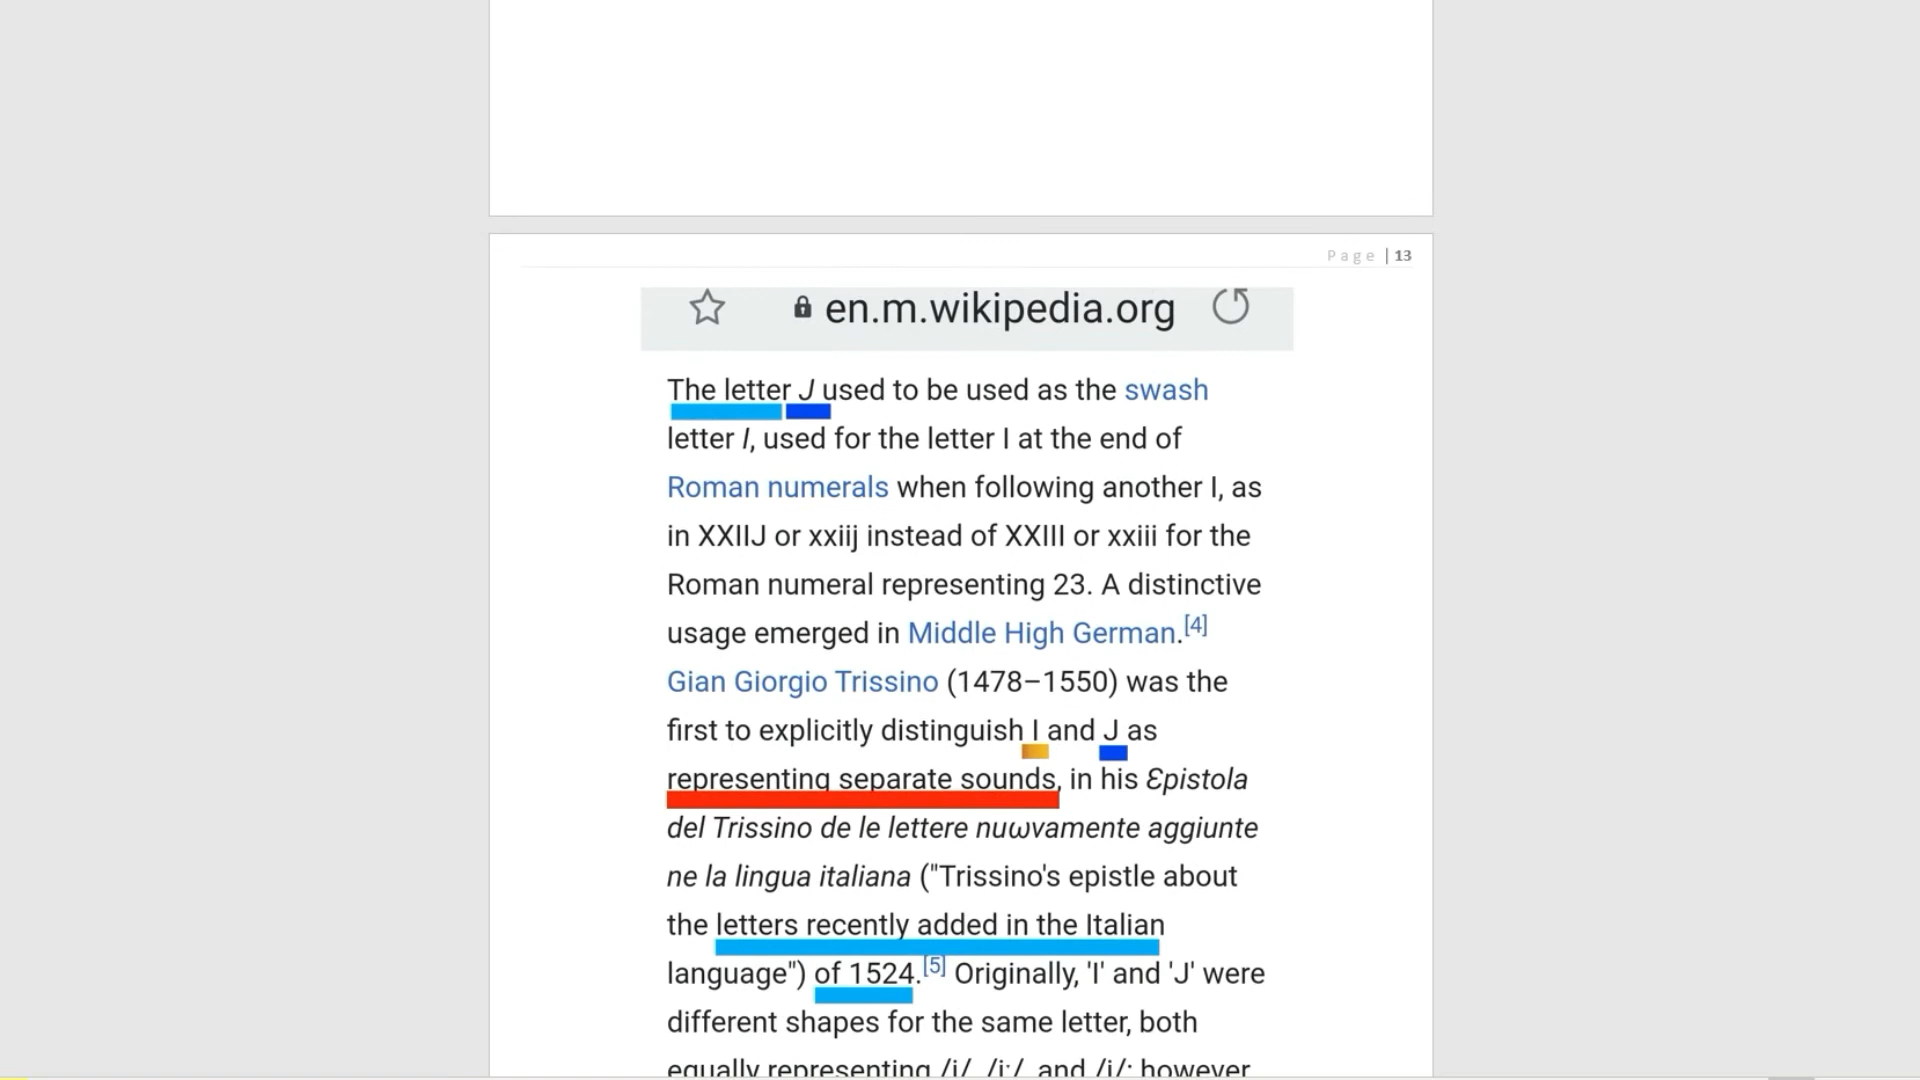 Page | 13
en.m.wikipedia.org
The letter J used to be used as the swash
letter I, used for the letter I at the end of
Roman numerals when following another I, as
in XXIIJ or xxiij instead of XXIII or xxiii for the
Roman numeral representing 23. A distinctive
usage emerged in Middle High German.[4]
Gian Giorgio Trissino (1478–1550) was the
first to explicitly distinguish I and J as
representing separate sounds, in his Ɛpistola
del Trissino de le lettere nuωvamente aggiunte
ne la lingua italiana ("Trissino's epistle about
the letters recently added in the Italian
language") of 1524.[5] Originally, 'I' and 'J' were
different shapes for the same letter, both
equally representing /i/, /iː/, and /j/; however,